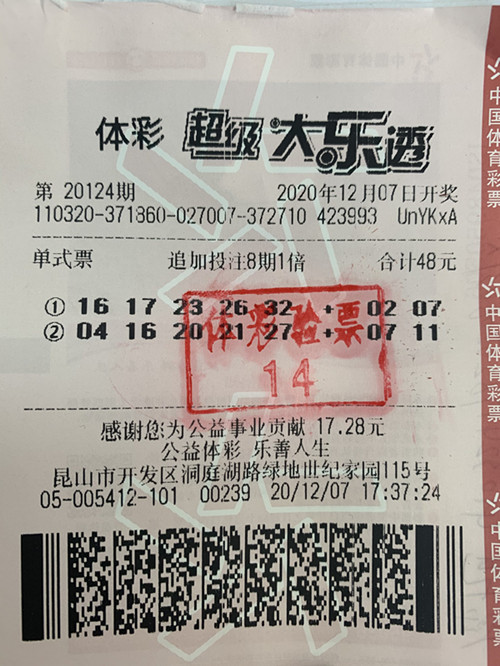 体彩 超级大乐透
第 20124期 2020年12月07日开奖
110320-371860-027007-372710 423993 UnYKxA
单式票 追加投注8期1倍 合计48元
① 16 17 23 26 32 + 02 07
② 04 16 20 21 27 + 07 11
体彩验票
14
感谢您为公益事业贡献 17.28元
公益体彩 乐善人生
昆山市开发区洞庭湖路绿地世纪家园115号
05-005412-101 00239 20/12/07 17:37:24
中国体育彩票
中国体育彩票
中国体育彩票